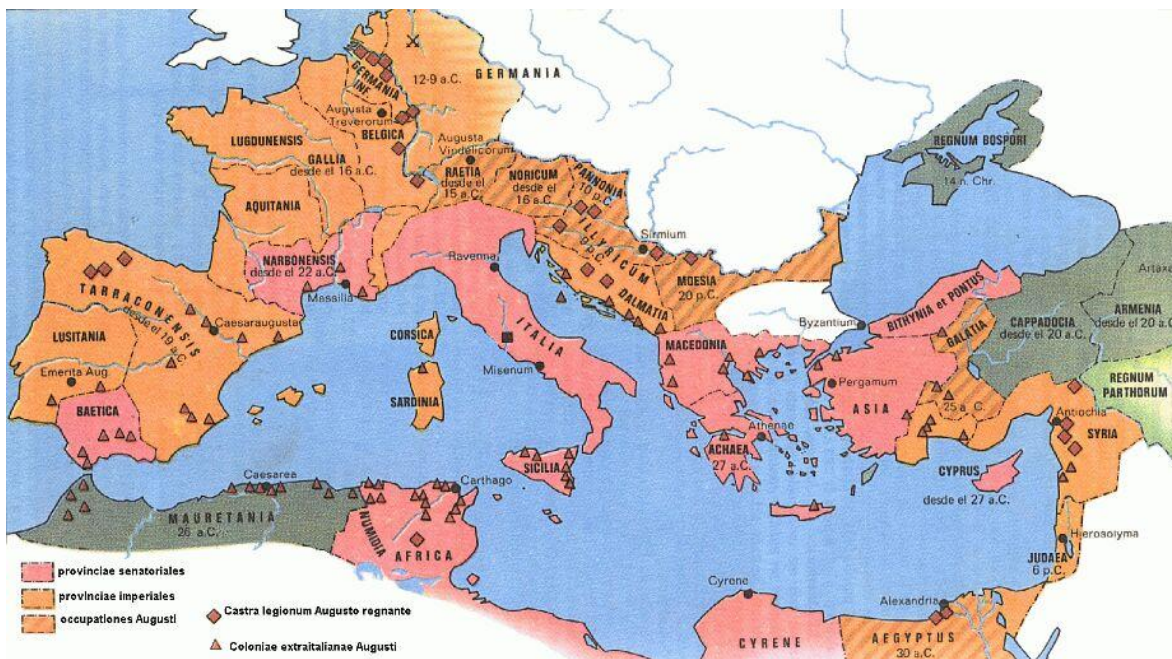 GERMANIA
INF.
12-9 a.C.
GERMANIA
Augusta
Treverorum
BELGICA
LUGDUNENSIS
GALLIA
desde el 16 a.C.
Augusta
Vindelicorum
RAETIA
desde el
15 a.C.
NORICUM
desde el
16 a.C.
PANNONIA
10 p.C
REGNUM BOSPORI
14 n. Chr.
AQUITANIA
ILLYRICUM
9 p.C.
Sirmium
NARBONENSIS
desde el 22 a.C.
Massilia
Ravenna
MOESIA
20 p.C.
DALMATIA
TARRACONENSIS
desde el 19 a.C.
Caesaraugusta
LUSITANIA
Emerita Aug.
BAETICA
CORSICA
SARDINIA
ITALIA
Misenum
MACEDONIA
Byzantium
BITHYNIA et PONTUS
GALATIA
25 a. C.
CAPPADOCIA
desde el 20 a.C.
Artaxa
ARMENIA
desde el 20 a.
REGNUM
PARTHORUM
Pergamum
ASIA
Athenae
ACHAEA
27 a.C.
Antiochia
SYRIA
CYPRUS
desde el 27 a.C.
SICILIA
Caesarea
Carthago
MAURETANIA
26 a.C.
NUMIDIA
AFRICA
Hierosolyma
JUDAEA
6 p.C.
Cyrene
CYRENE
Alexandria
AEGYPTUS
30 a.C.
provinciae senatoriales
provinciae imperiales
occupationes Augusti
Castra legionum Augusto regnante
Coloniae extraitalianae Augusti